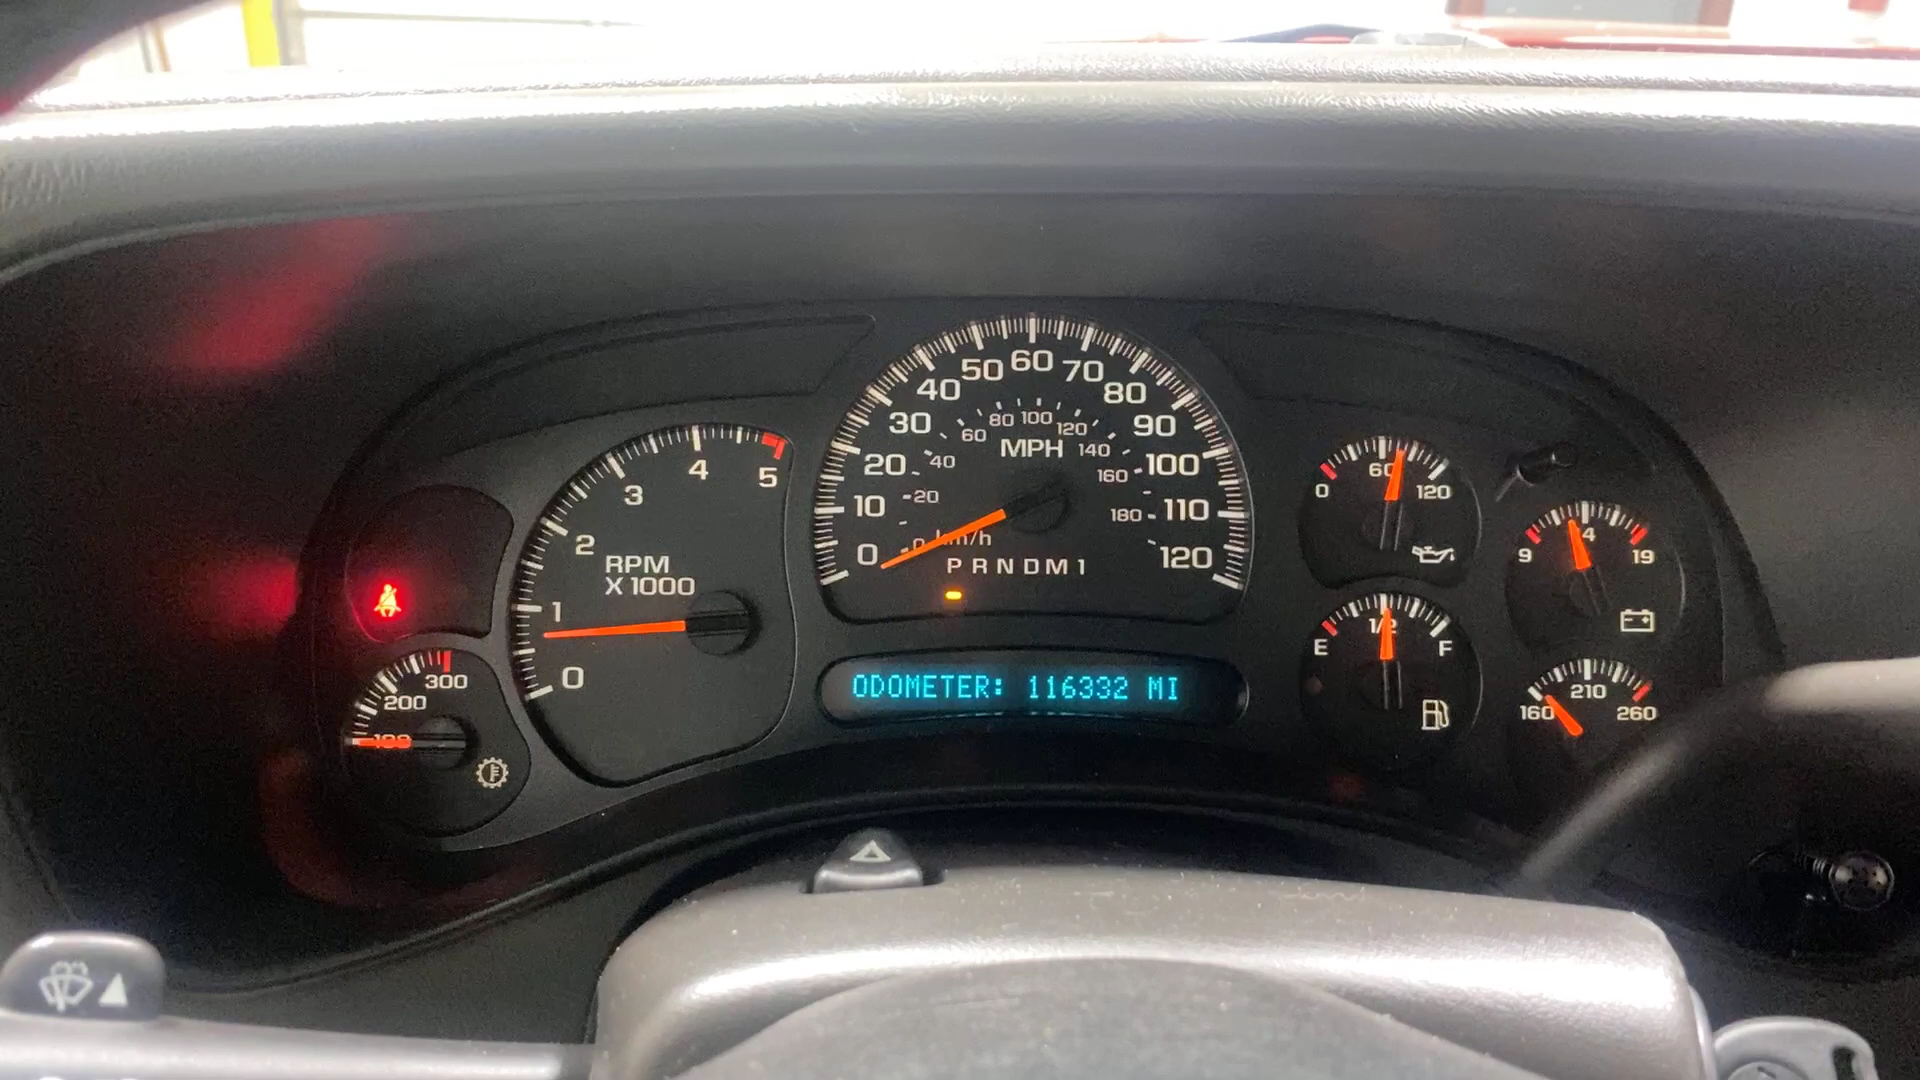 0 1 2 3 4 5
RPM
X 1000
100 200 300
0 10 20 30 40 50 60 70 80 90 100 110 120
20 40 60 80 100 120 140 160 180
MPH
0 km/h
P R N D M 1
ODOMETER: 116332 MI
0 60 120
E 1/2 F
9 19
160 210 260